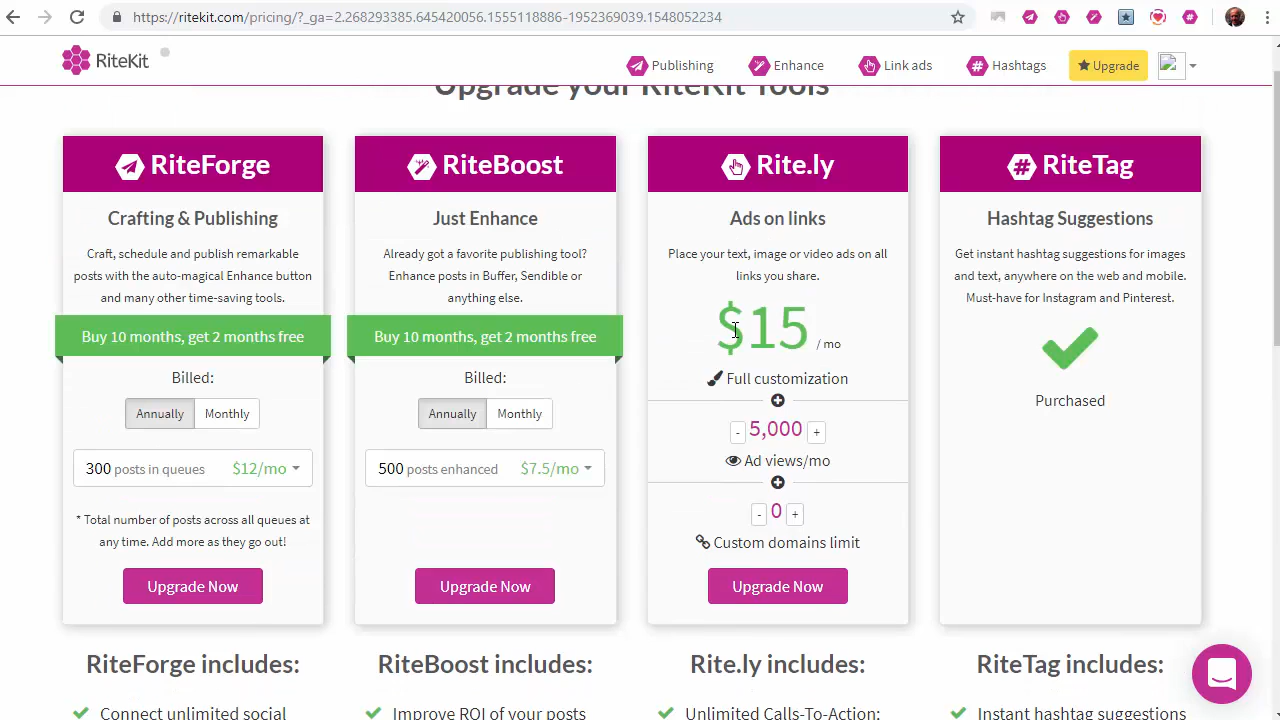 https://ritekit.com/pricing/?_ga=2.268293385.645420056.1555113886-1952369039.1548052234
RiteKit
Publishing
Enhance
Link ads
Hashtags
Upgrade
Upgrade your RiteKit Tools
RiteForge
Crafting & Publishing
Craft, schedule and publish remarkable
posts with the auto-magical Enhance button
and many other time-saving tools.
Buy 10 months, get 2 months free
Billed:
Annually Monthly
300 posts in queues $12/mo
* Total number of posts across all queues at
any time. Add more as they go out!
Upgrade Now
RiteBoost
Just Enhance
Already got a favorite publishing tool?
Enhance posts in Buffer, Sendible or
anything else.
Buy 10 months, get 2 months free
Billed:
Annually Monthly
500 posts enhanced $7.5/mo
Upgrade Now
Rite.ly
Ads on links
Place your text, image or video ads on all
links you share.
$15 / mo
Full customization
- 5,000 +
Ad views/mo
- 0 +
Custom domains limit
Upgrade Now
RiteTag
Hashtag Suggestions
Get instant hashtag suggestions for images
and text, anywhere on the web and mobile.
Must-have for Instagram and Pinterest.
Purchased
RiteForge includes:
Connect unlimited social
RiteBoost includes:
Improve ROI of your posts
Rite.ly includes:
Unlimited Calls-To-Action:
RiteTag includes:
Instant hashtag suggestions